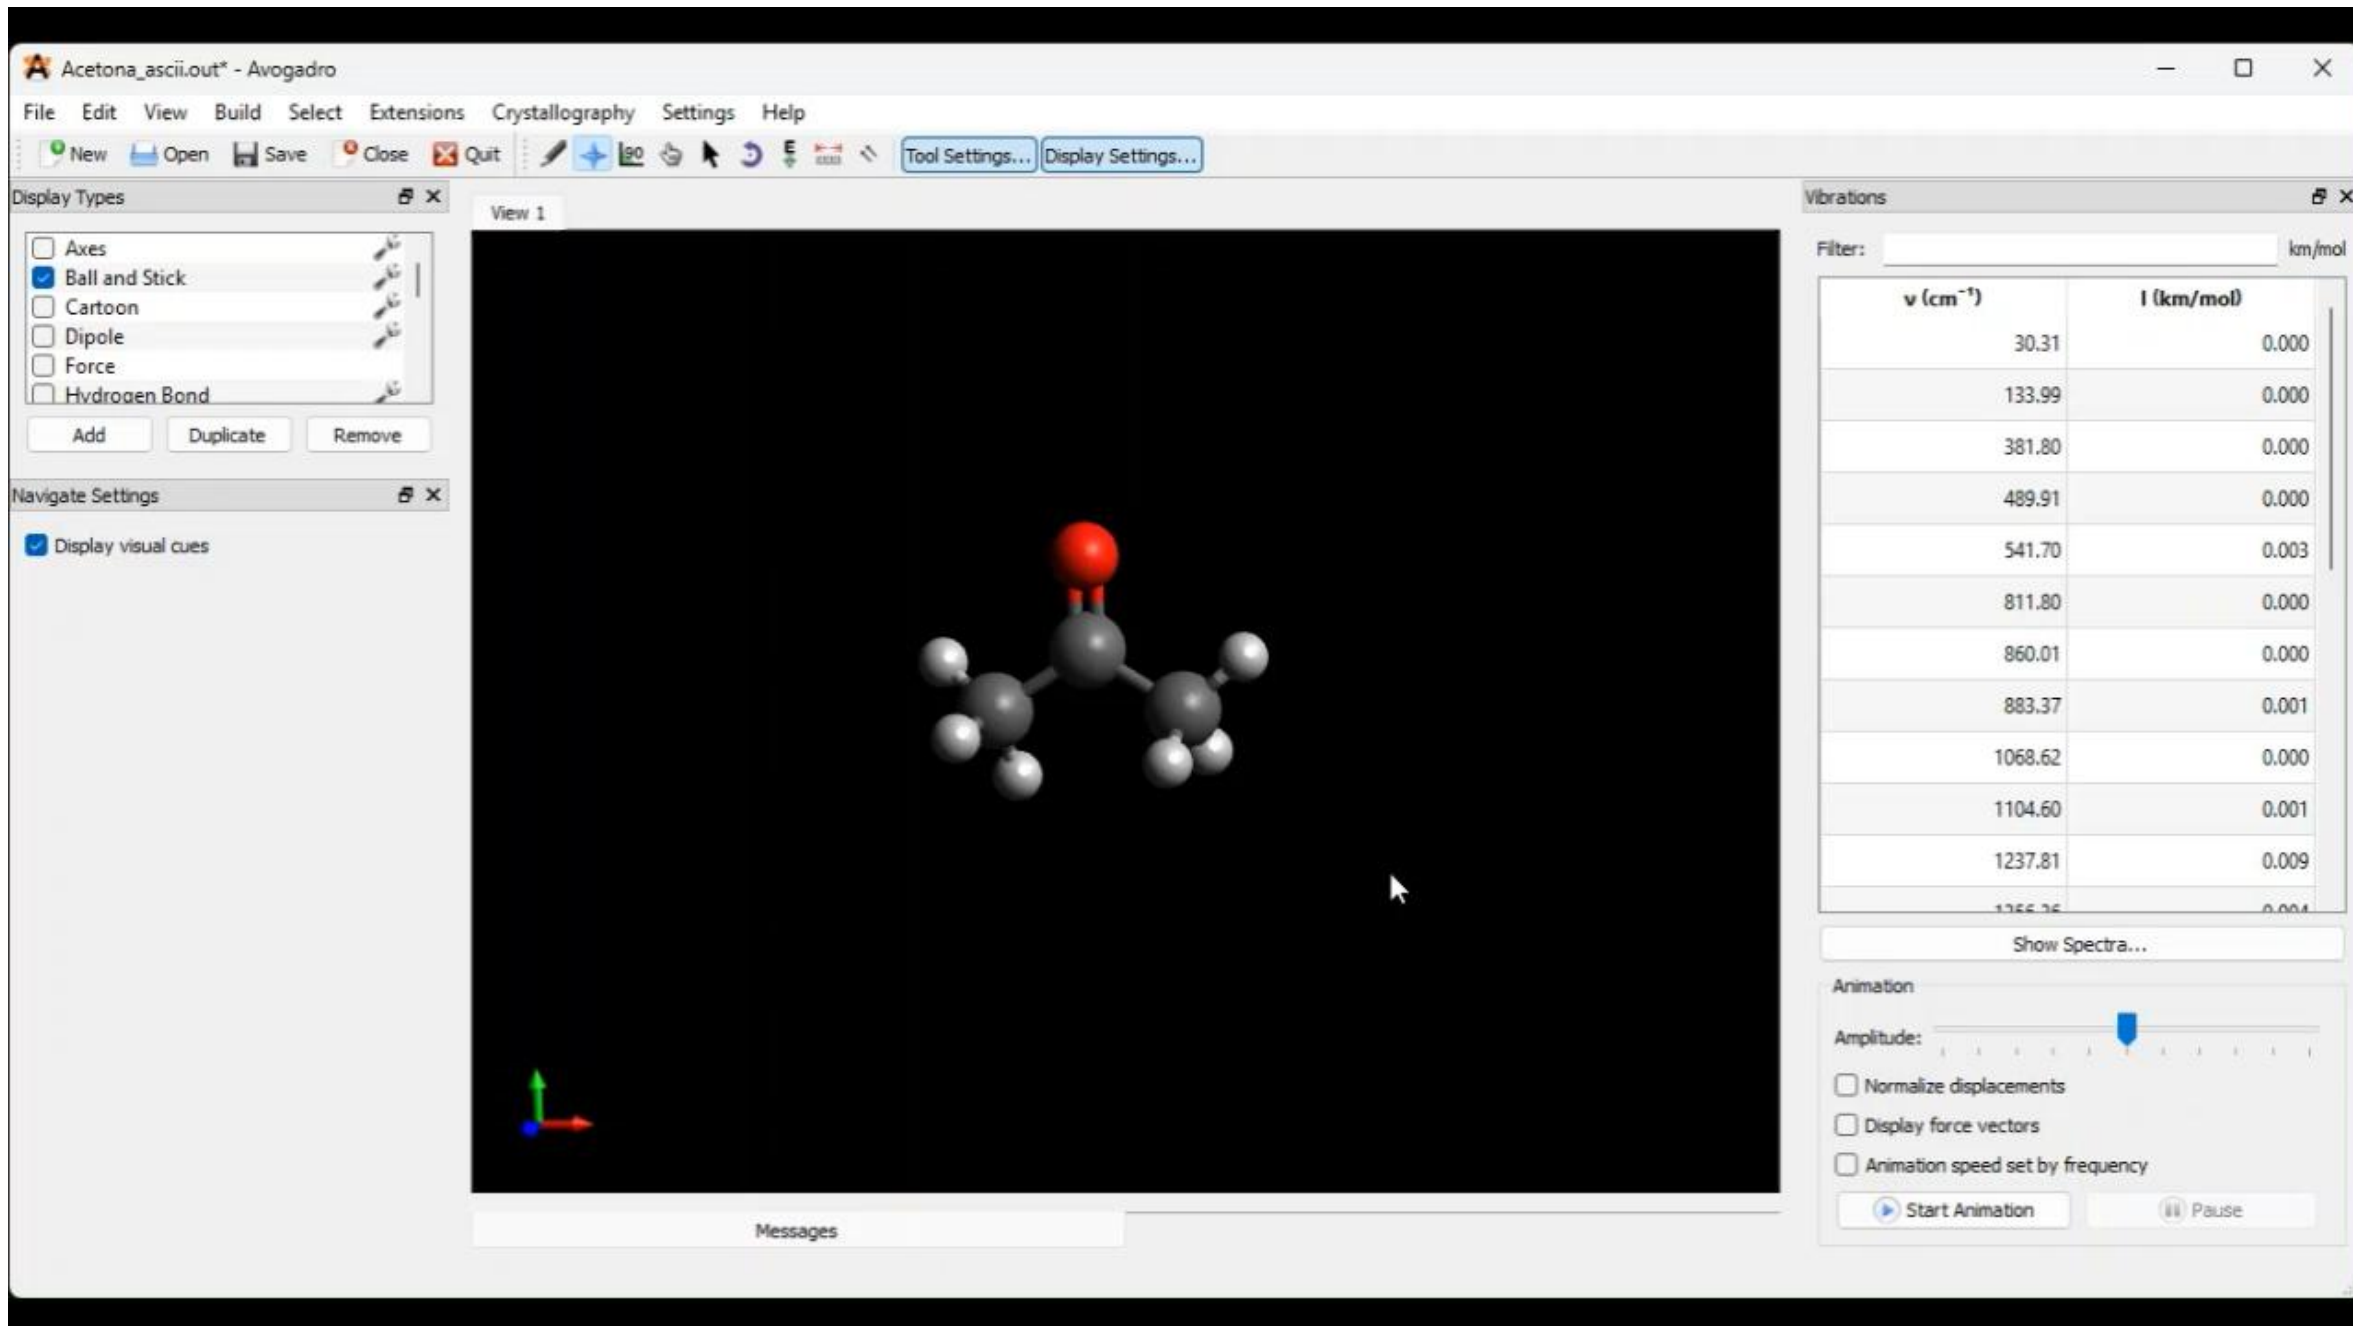 Acetona_ascii.out* - Avogadro
File Edit View Build Select Extensions Crystallography Settings Help
New Open Save Close Quit Tool Settings... Display Settings...
Display Types
Axes
Ball and Stick
Cartoon
Dipole
Force
Hydrogen Bond
Add Duplicate Remove
Navigate Settings
Display visual cues
View 1
Messages
Vibrations
Filter: km/mol
ν (cm⁻¹) I (km/mol)
30.31 0.000
133.99 0.000
381.80 0.000
489.91 0.000
541.70 0.003
811.80 0.000
860.01 0.000
883.37 0.001
1068.62 0.000
1104.60 0.001
1237.81 0.009
Show Spectra...
Animation
Amplitude:
Normalize displacements
Display force vectors
Animation speed set by frequency
Start Animation Pause